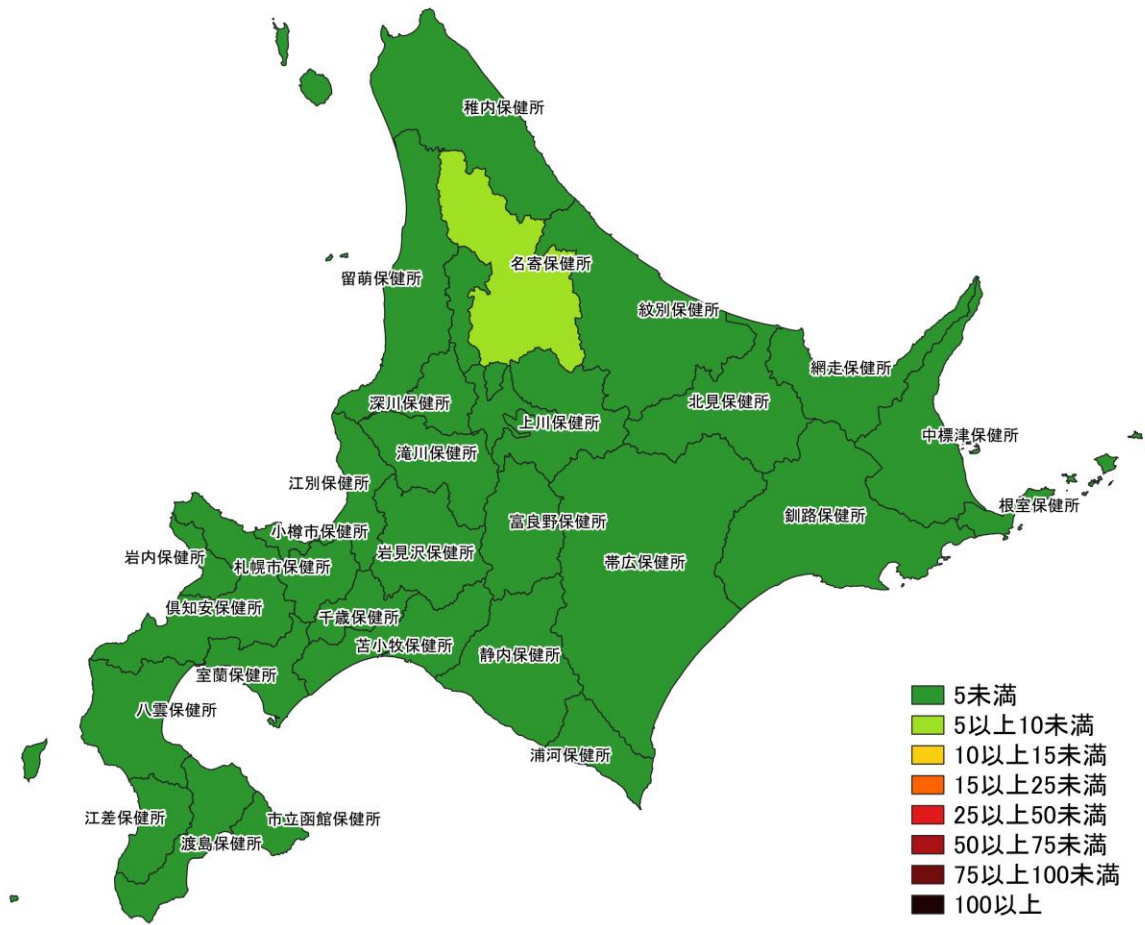 稚内保健所
名寄保健所
留萌保健所
紋別保健所
網走保健所
深川保健所
北見保健所
上川保健所
中標津保健所
滝川保健所
江別保健所
根室保健所
釧路保健所
富良野保健所
小樽市保健所
岩見沢保健所
岩内保健所
札幌市保健所
帯広保健所
倶知安保健所
千歳保健所
苫小牧保健所
静内保健所
室蘭保健所
八雲保健所
浦河保健所
江差保健所
市立函館保健所
渡島保健所
5未満
5以上10未満
10以上15未満
15以上25未満
25以上50未満
50以上75未満
75以上100未満
100以上